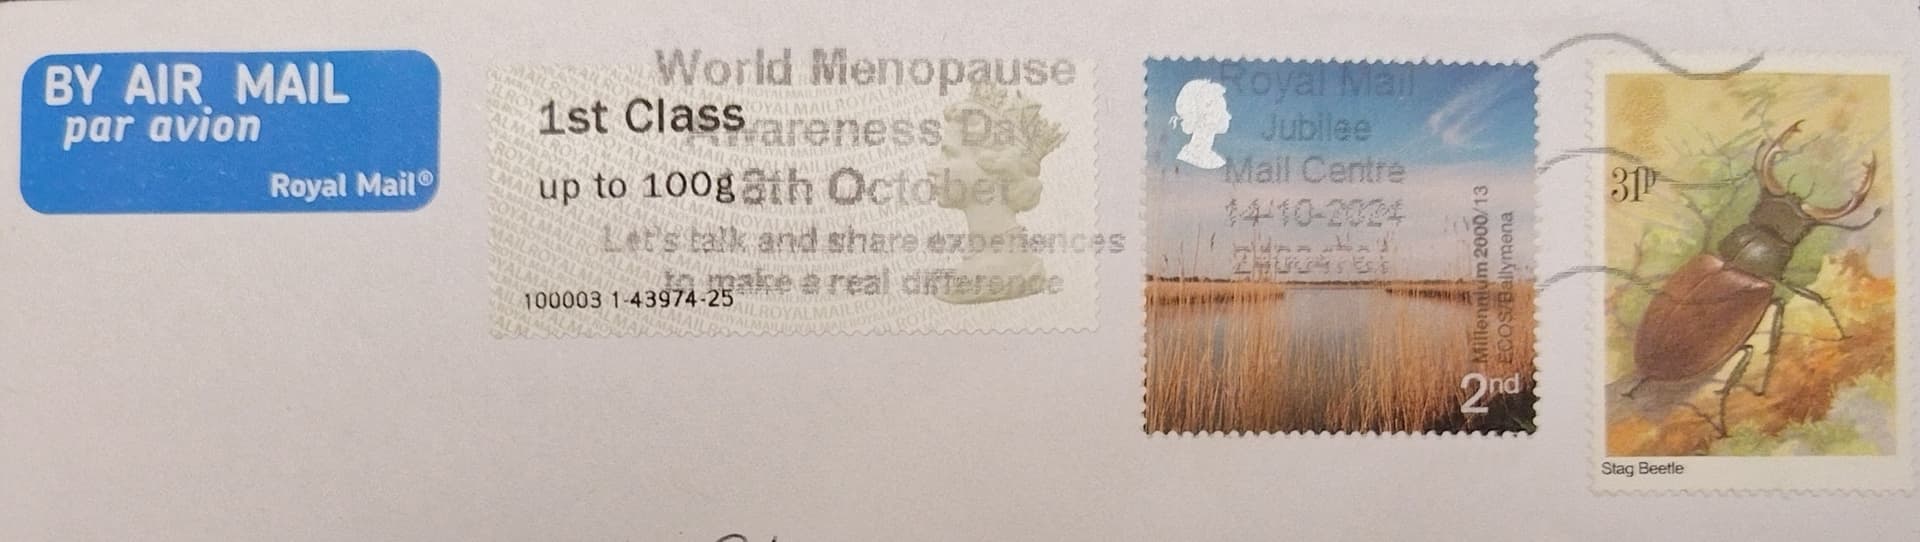 BY AIR MAIL
par avion
Royal Mail®
World Menopause
Awareness Day
8th October
Let's talk and share experiences
to make a real difference
1st Class
up to 100g
100003 1-43974-25
Royal Mail
Jubilee
Mail Centre
14-10-2024
Millennium 2000/13
ECOS/Ballymena
2nd
31P
Stag Beetle